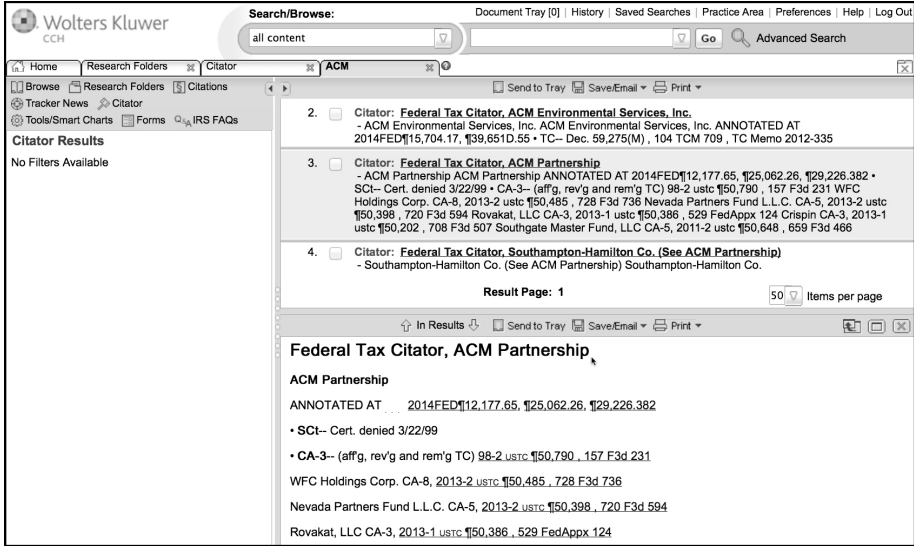 Wolters Kluwer
CCH
Search/Browse:
Document Tray [0] | History | Saved Searches | Practice Area | Preferences | Help | Log Out
all content
Go
Advanced Search
Home
Research Folders
Citator
ACM
Browse
Research Folders
Citations
Tracker News
Citator
Tools/Smart Charts
Forms
IRS FAQs
Citator Results
No Filters Available
Send to Tray
Save/Email
Print
2. Citator: Federal Tax Citator, ACM Environmental Services, Inc.
- ACM Environmental Services, Inc. ACM Environmental Services, Inc. ANNOTATED AT
2014FED¶15,704.17, ¶39,651D.55 • TC-- Dec. 59,275(M) , 104 TCM 709 , TC Memo 2012-335
3. Citator: Federal Tax Citator, ACM Partnership
- ACM Partnership ACM Partnership ANNOTATED AT 2014FED¶12,177.65, ¶25,062.26, ¶29,226.382 •
SCt-- Cert. denied 3/22/99 • CA-3-- (aff'g, rev'g and rem'g TC) 98-2 ustc ¶50,790 , 157 F3d 231 WFC
Holdings Corp. CA-8, 2013-2 ustc ¶50,485 , 728 F3d 736 Nevada Partners Fund L.L.C. CA-5, 2013-2 ustc
¶50,398 , 720 F3d 594 Rovakat, LLC CA-3, 2013-1 ustc ¶50,386 , 529 FedAppx 124 Crispin CA-3, 2013-1
ustc ¶50,202 , 708 F3d 507 Southgate Master Fund, LLC CA-5, 2011-2 ustc ¶50,648 , 659 F3d 466
4. Citator: Federal Tax Citator, Southampton-Hamilton Co. (See ACM Partnership)
- Southampton-Hamilton Co. (See ACM Partnership) Southampton-Hamilton Co.
Result Page: 1
50 Items per page
In Results
Send to Tray
Save/Email
Print
Federal Tax Citator, ACM Partnership
ACM Partnership
ANNOTATED AT 2014FED¶12,177.65, ¶25,062.26, ¶29,226.382
• SCt-- Cert. denied 3/22/99
• CA-3-- (aff'g, rev'g and rem'g TC) 98-2 USTC ¶50,790 , 157 F3d 231
WFC Holdings Corp. CA-8, 2013-2 USTC ¶50,485 , 728 F3d 736
Nevada Partners Fund L.L.C. CA-5, 2013-2 USTC ¶50,398 , 720 F3d 594
Rovakat, LLC CA-3, 2013-1 USTC ¶50,386 , 529 FedAppx 124